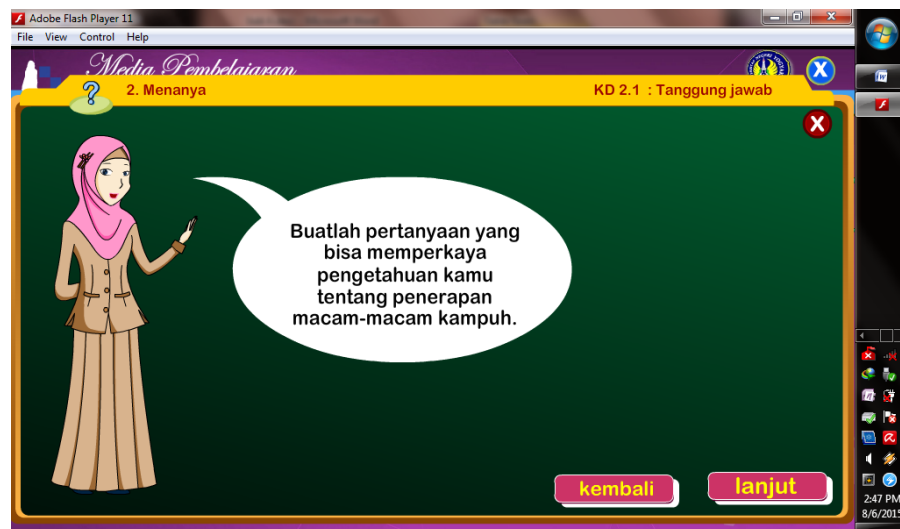 Adobe Flash Player 11
File View Control Help
Media Pembelajaran
2. Menanya
KD 2.1 : Tanggung jawab
X
X
Buatlah pertanyaan yang
bisa memperkaya
pengetahuan kamu
tentang penerapan
macam-macam kampuh.
kembali
lanjut
2:47 PM
8/6/2015